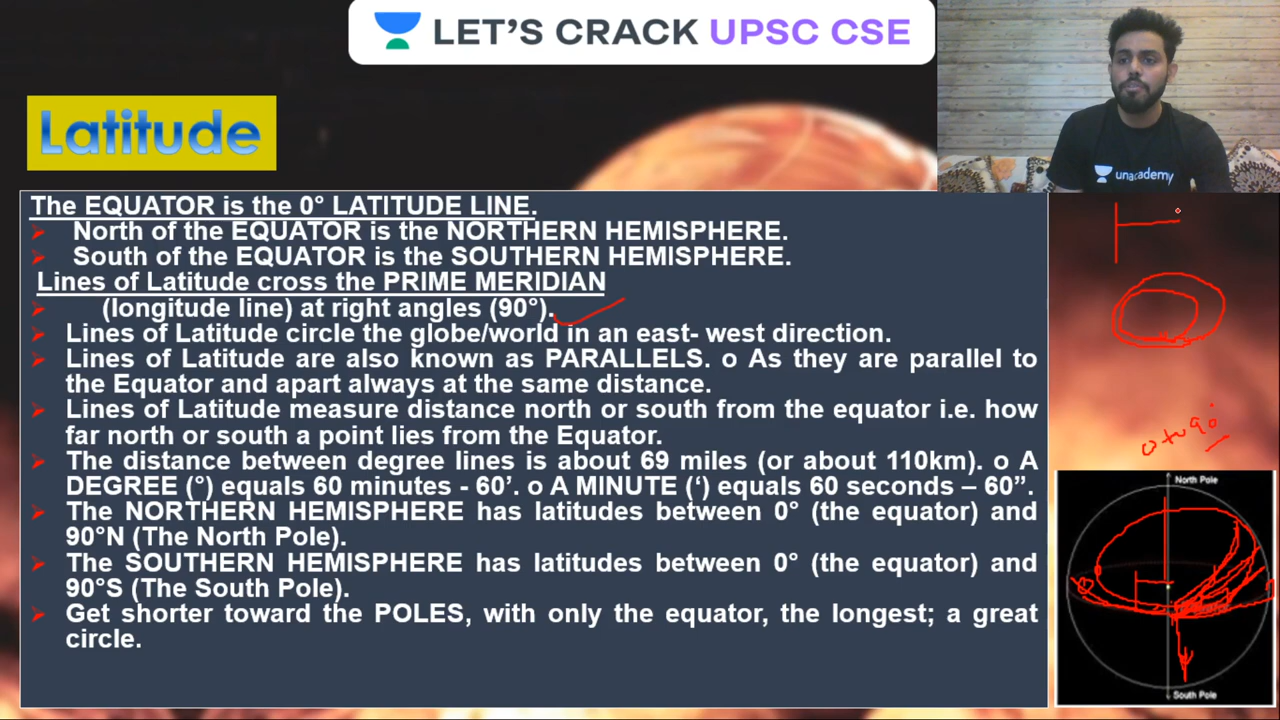 LET'S CRACK UPSC CSE
Latitude
unacademy
The EQUATOR is the 0° LATITUDE LINE.
North of the EQUATOR is the NORTHERN HEMISPHERE.
South of the EQUATOR is the SOUTHERN HEMISPHERE.
Lines of Latitude cross the PRIME MERIDIAN
(longitude line) at right angles (90°).
Lines of Latitude circle the globe/world in an east- west direction.
Lines of Latitude are also known as PARALLELS. o As they are parallel to
the Equator and apart always at the same distance.
Lines of Latitude measure distance north or south from the equator i.e. how
far north or south a point lies from the Equator.
The distance between degree lines is about 69 miles (or about 110km). o A
DEGREE (°) equals 60 minutes - 60’. o A MINUTE (‘) equals 60 seconds – 60”.
The NORTHERN HEMISPHERE has latitudes between 0° (the equator) and
90°N (The North Pole).
The SOUTHERN HEMISPHERE has latitudes between 0° (the equator) and
90°S (The South Pole).
Get shorter toward the POLES, with only the equator, the longest; a great
circle.
0 to 90°
North Pole
South Pole